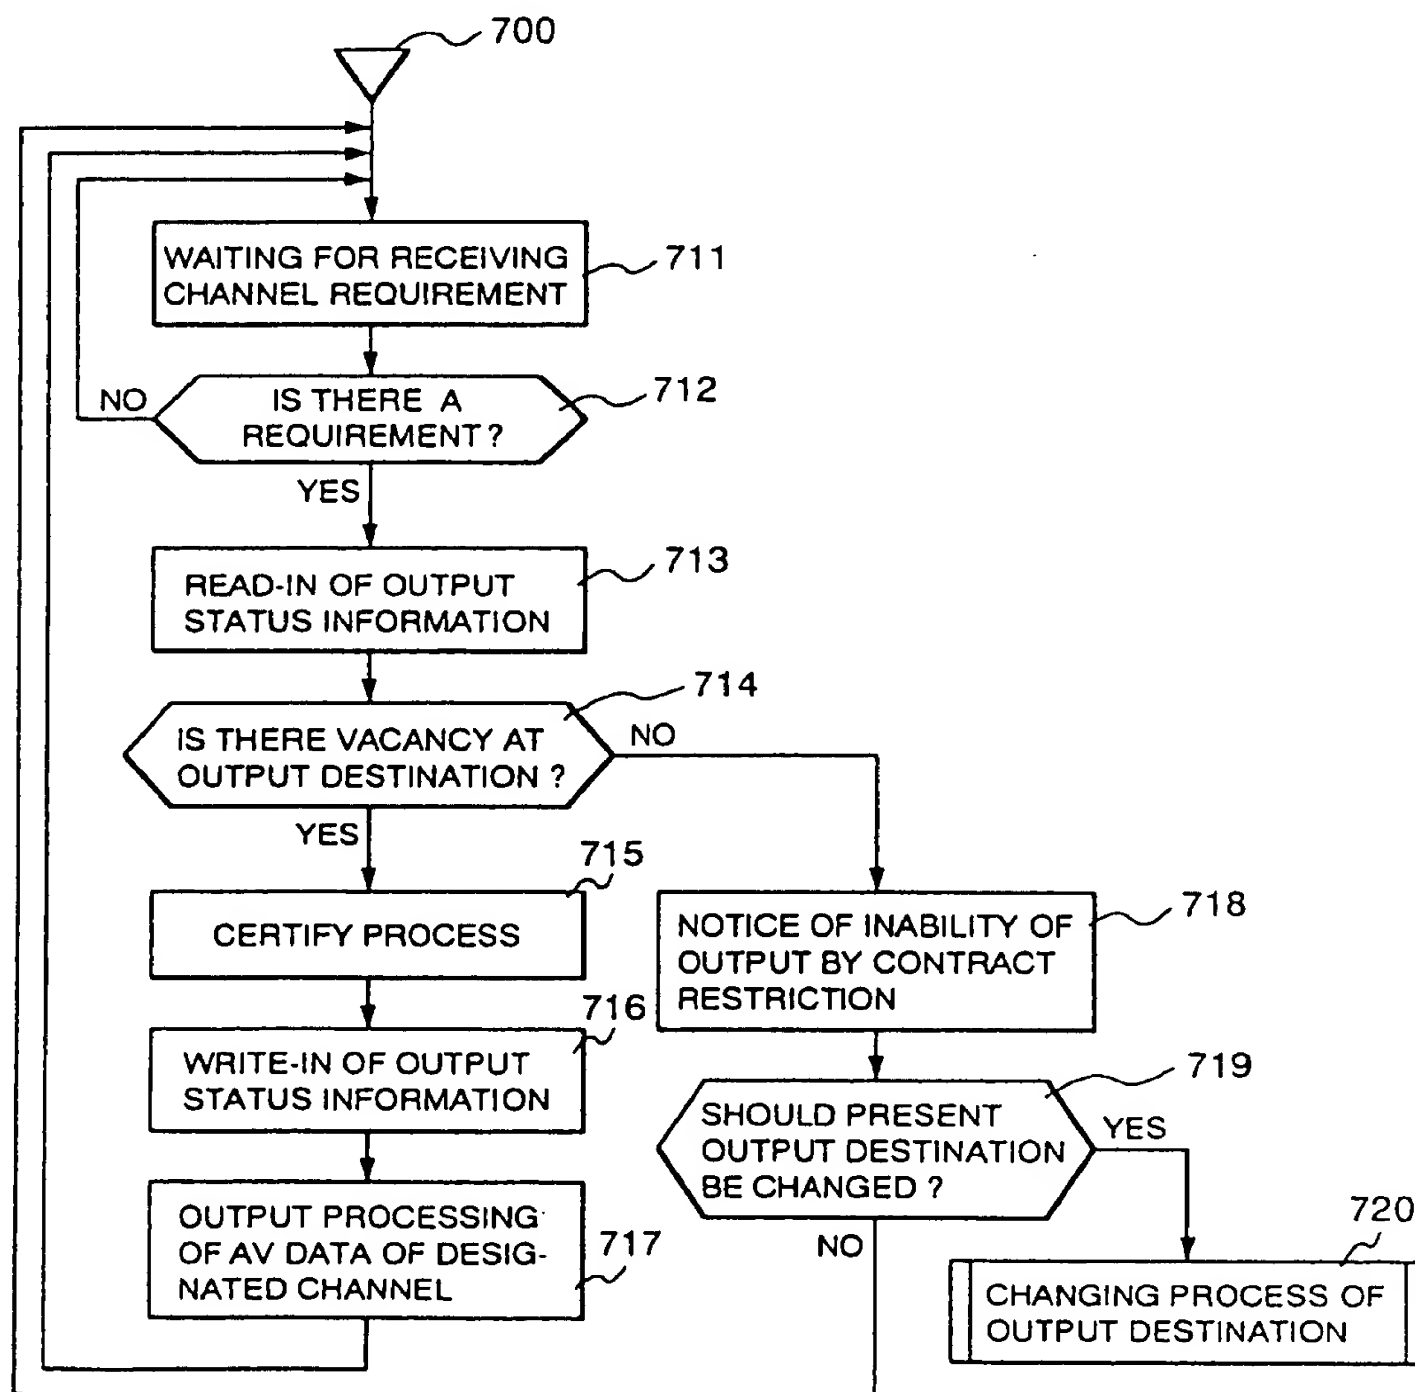 700
WAITING FOR RECEIVING
CHANNEL REQUIREMENT
711
NO
IS THERE A
REQUIREMENT ?
712
YES
READ-IN OF OUTPUT
STATUS INFORMATION
713
IS THERE VACANCY AT
OUTPUT DESTINATION ?
714
NO
YES
CERTIFY PROCESS
715
NOTICE OF INABILITY OF
OUTPUT BY CONTRACT
RESTRICTION
718
WRITE-IN OF OUTPUT
STATUS INFORMATION
716
SHOULD PRESENT
OUTPUT DESTINATION
BE CHANGED ?
719
YES
NO
OUTPUT PROCESSING
OF AV DATA OF DESIG-
NATED CHANNEL
717
CHANGING PROCESS OF
OUTPUT DESTINATION
720